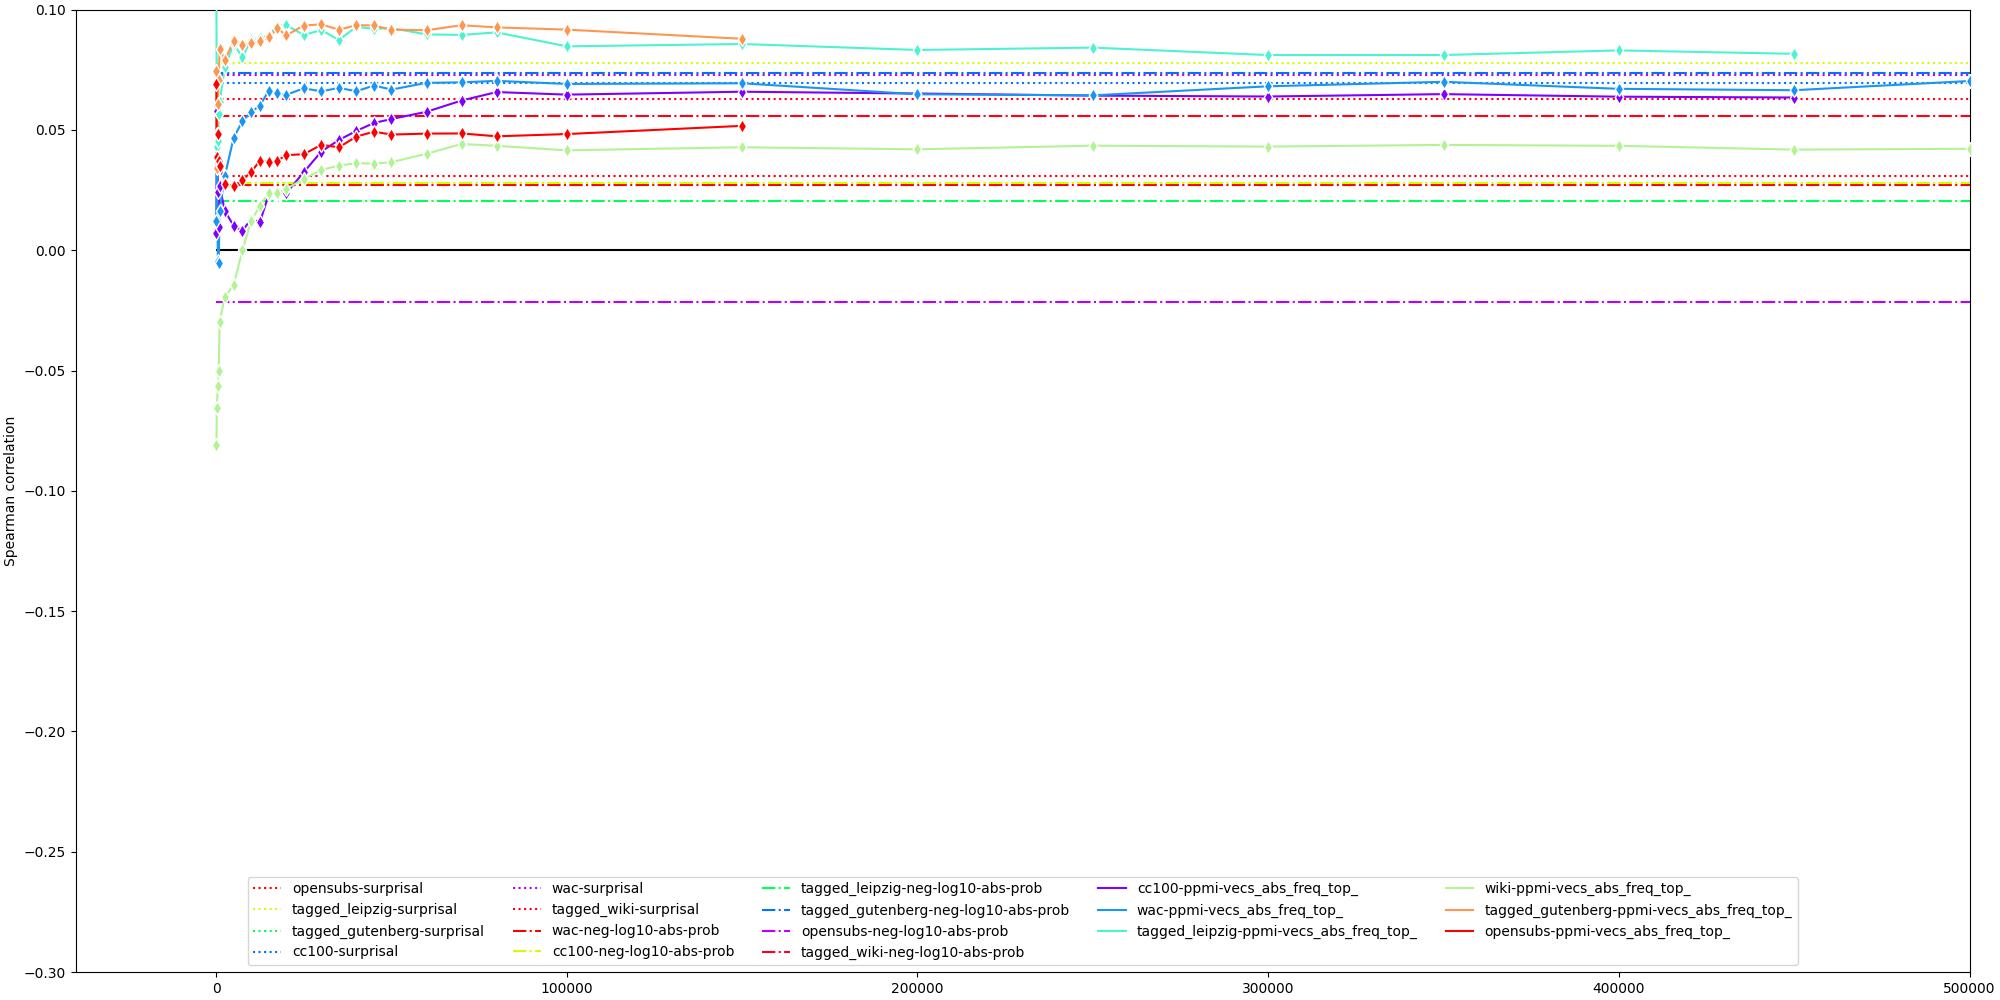 0.10
0.05
0.00
−0.05
−0.10
−0.15
−0.20
−0.25
−0.30
Spearman correlation
opensubs-surprisal
tagged_leipzig-surprisal
tagged_gutenberg-surprisal
cc100-surprisal
wac-surprisal
tagged_wiki-surprisal
wac-neg-log10-abs-prob
cc100-neg-log10-abs-prob
tagged_leipzig-neg-log10-abs-prob
tagged_gutenberg-neg-log10-abs-prob
opensubs-neg-log10-abs-prob
tagged_wiki-neg-log10-abs-prob
cc100-ppmi-vecs_abs_freq_top_
wac-ppmi-vecs_abs_freq_top_
tagged_leipzig-ppmi-vecs_abs_freq_top_
wiki-ppmi-vecs_abs_freq_top_
tagged_gutenberg-ppmi-vecs_abs_freq_top_
opensubs-ppmi-vecs_abs_freq_top_
0 100000 200000 300000 400000 500000